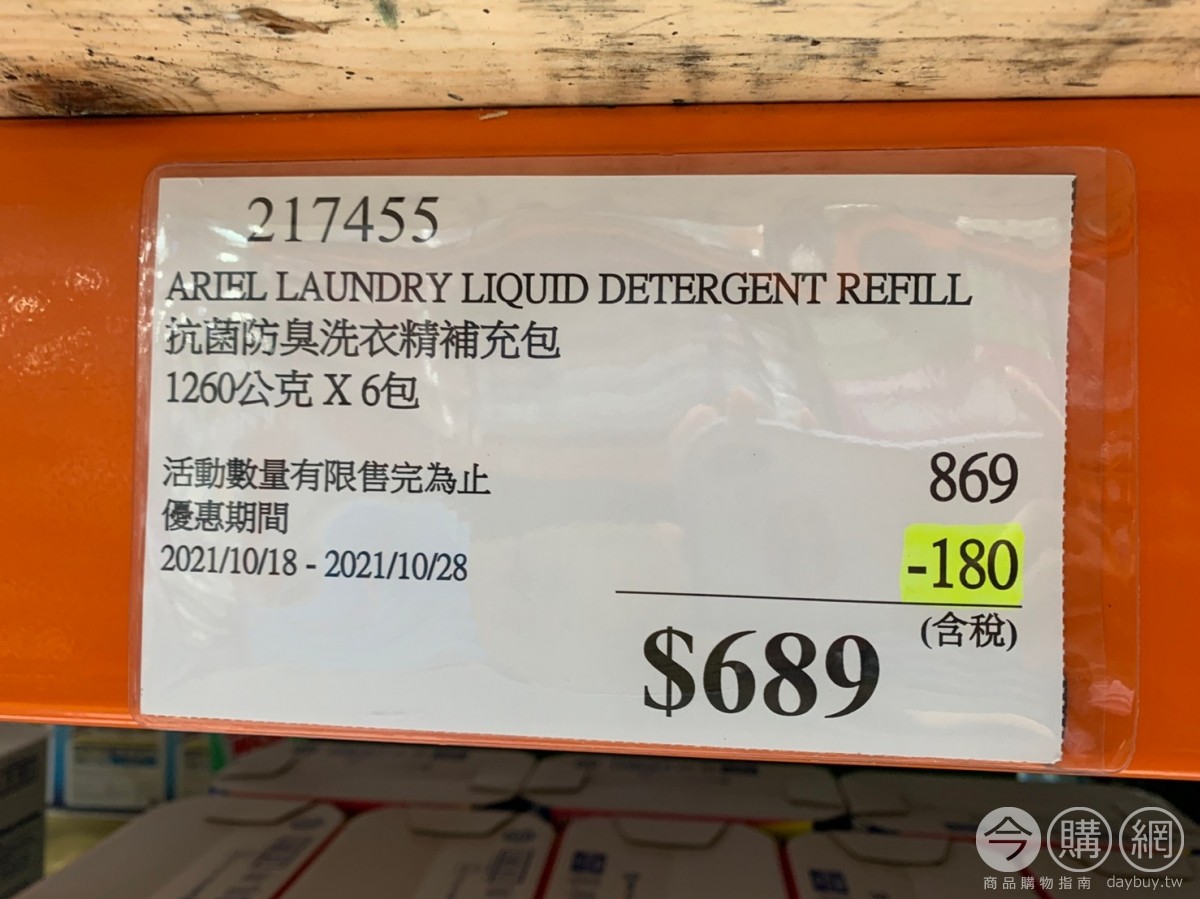 217455
ARIEL LAUNDRY LIQUID DETERGENT REFILL
抗菌防臭洗衣精補充包
1260公克 X 6包
活動數量有限售完為止
869
優惠期間
-180
2021/10/18 - 2021/10/28
(含稅)
$689
今購網
商品購物指南 daybuy.tw